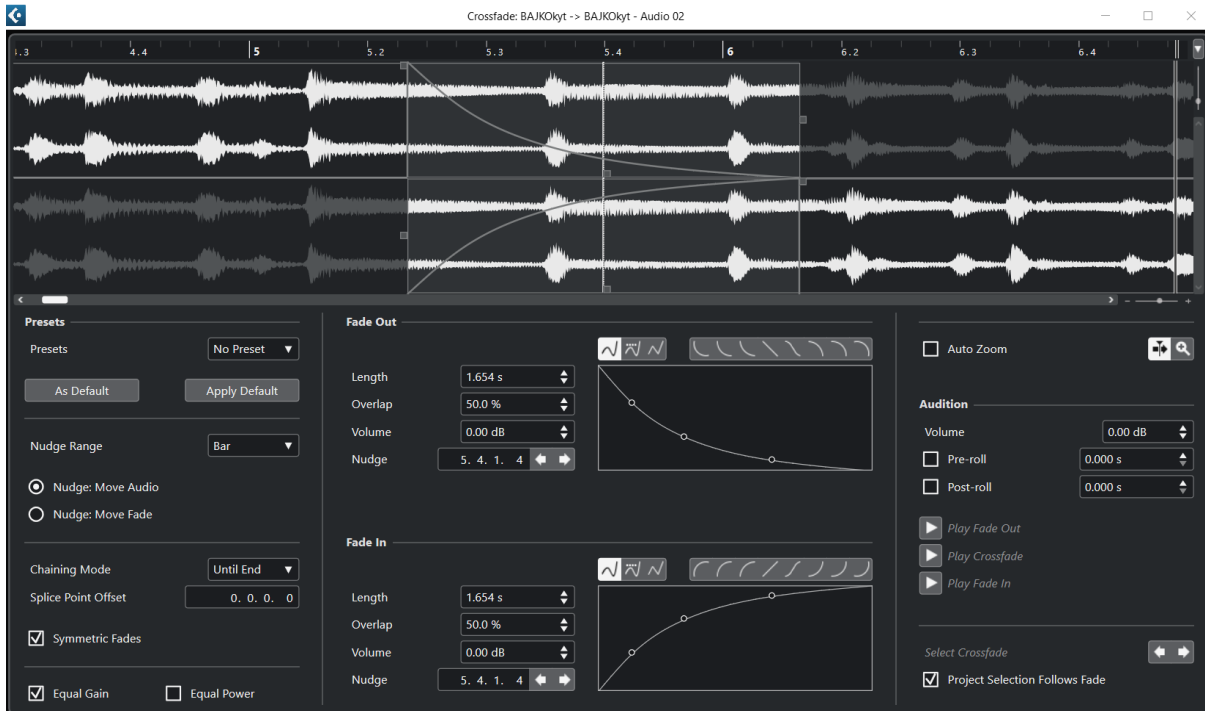 Crossfade: BAJKOkyt -> BAJKOkyt - Audio 02
4.4 5 5.2 5.3 5.4 6 6.2 6.3 6.4
Presets
Presets No Preset
As Default Apply Default
Nudge Range Bar
Nudge: Move Audio
Nudge: Move Fade
Chaining Mode Until End
Splice Point Offset 0. 0. 0. 0
Symmetric Fades
Equal Gain Equal Power
Fade Out
Length 1.654 s
Overlap 50.0 %
Volume 0.00 dB
Nudge 5. 4. 1. 4
Fade In
Length 1.654 s
Overlap 50.0 %
Volume 0.00 dB
Nudge 5. 4. 1. 4
Auto Zoom
Audition
Volume 0.00 dB
Pre-roll 0.000 s
Post-roll 0.000 s
Play Fade Out
Play Crossfade
Play Fade In
Select Crossfade
Project Selection Follows Fade